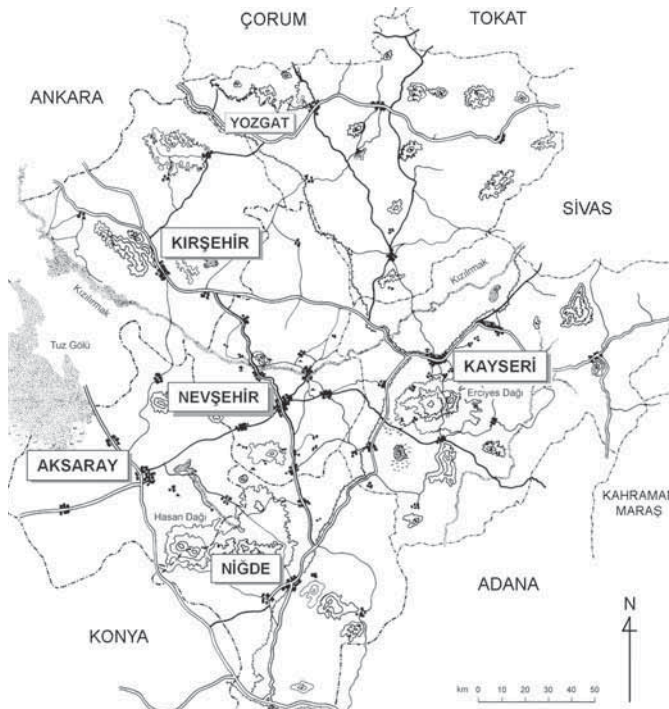 ÇORUM
TOKAT
ANKARA
YOZGAT
SİVAS
KIRŞEHİR
Kızılırmak
Kızılırmak
Tuz Gölü
KAYSERİ
NEVŞEHİR
Erciyes Dağı
AKSARAY
KAHRAMAN
MARAŞ
Hasan Dağı
NİĞDE
ADANA
N
KONYA
km 0 10 20 30 40 50